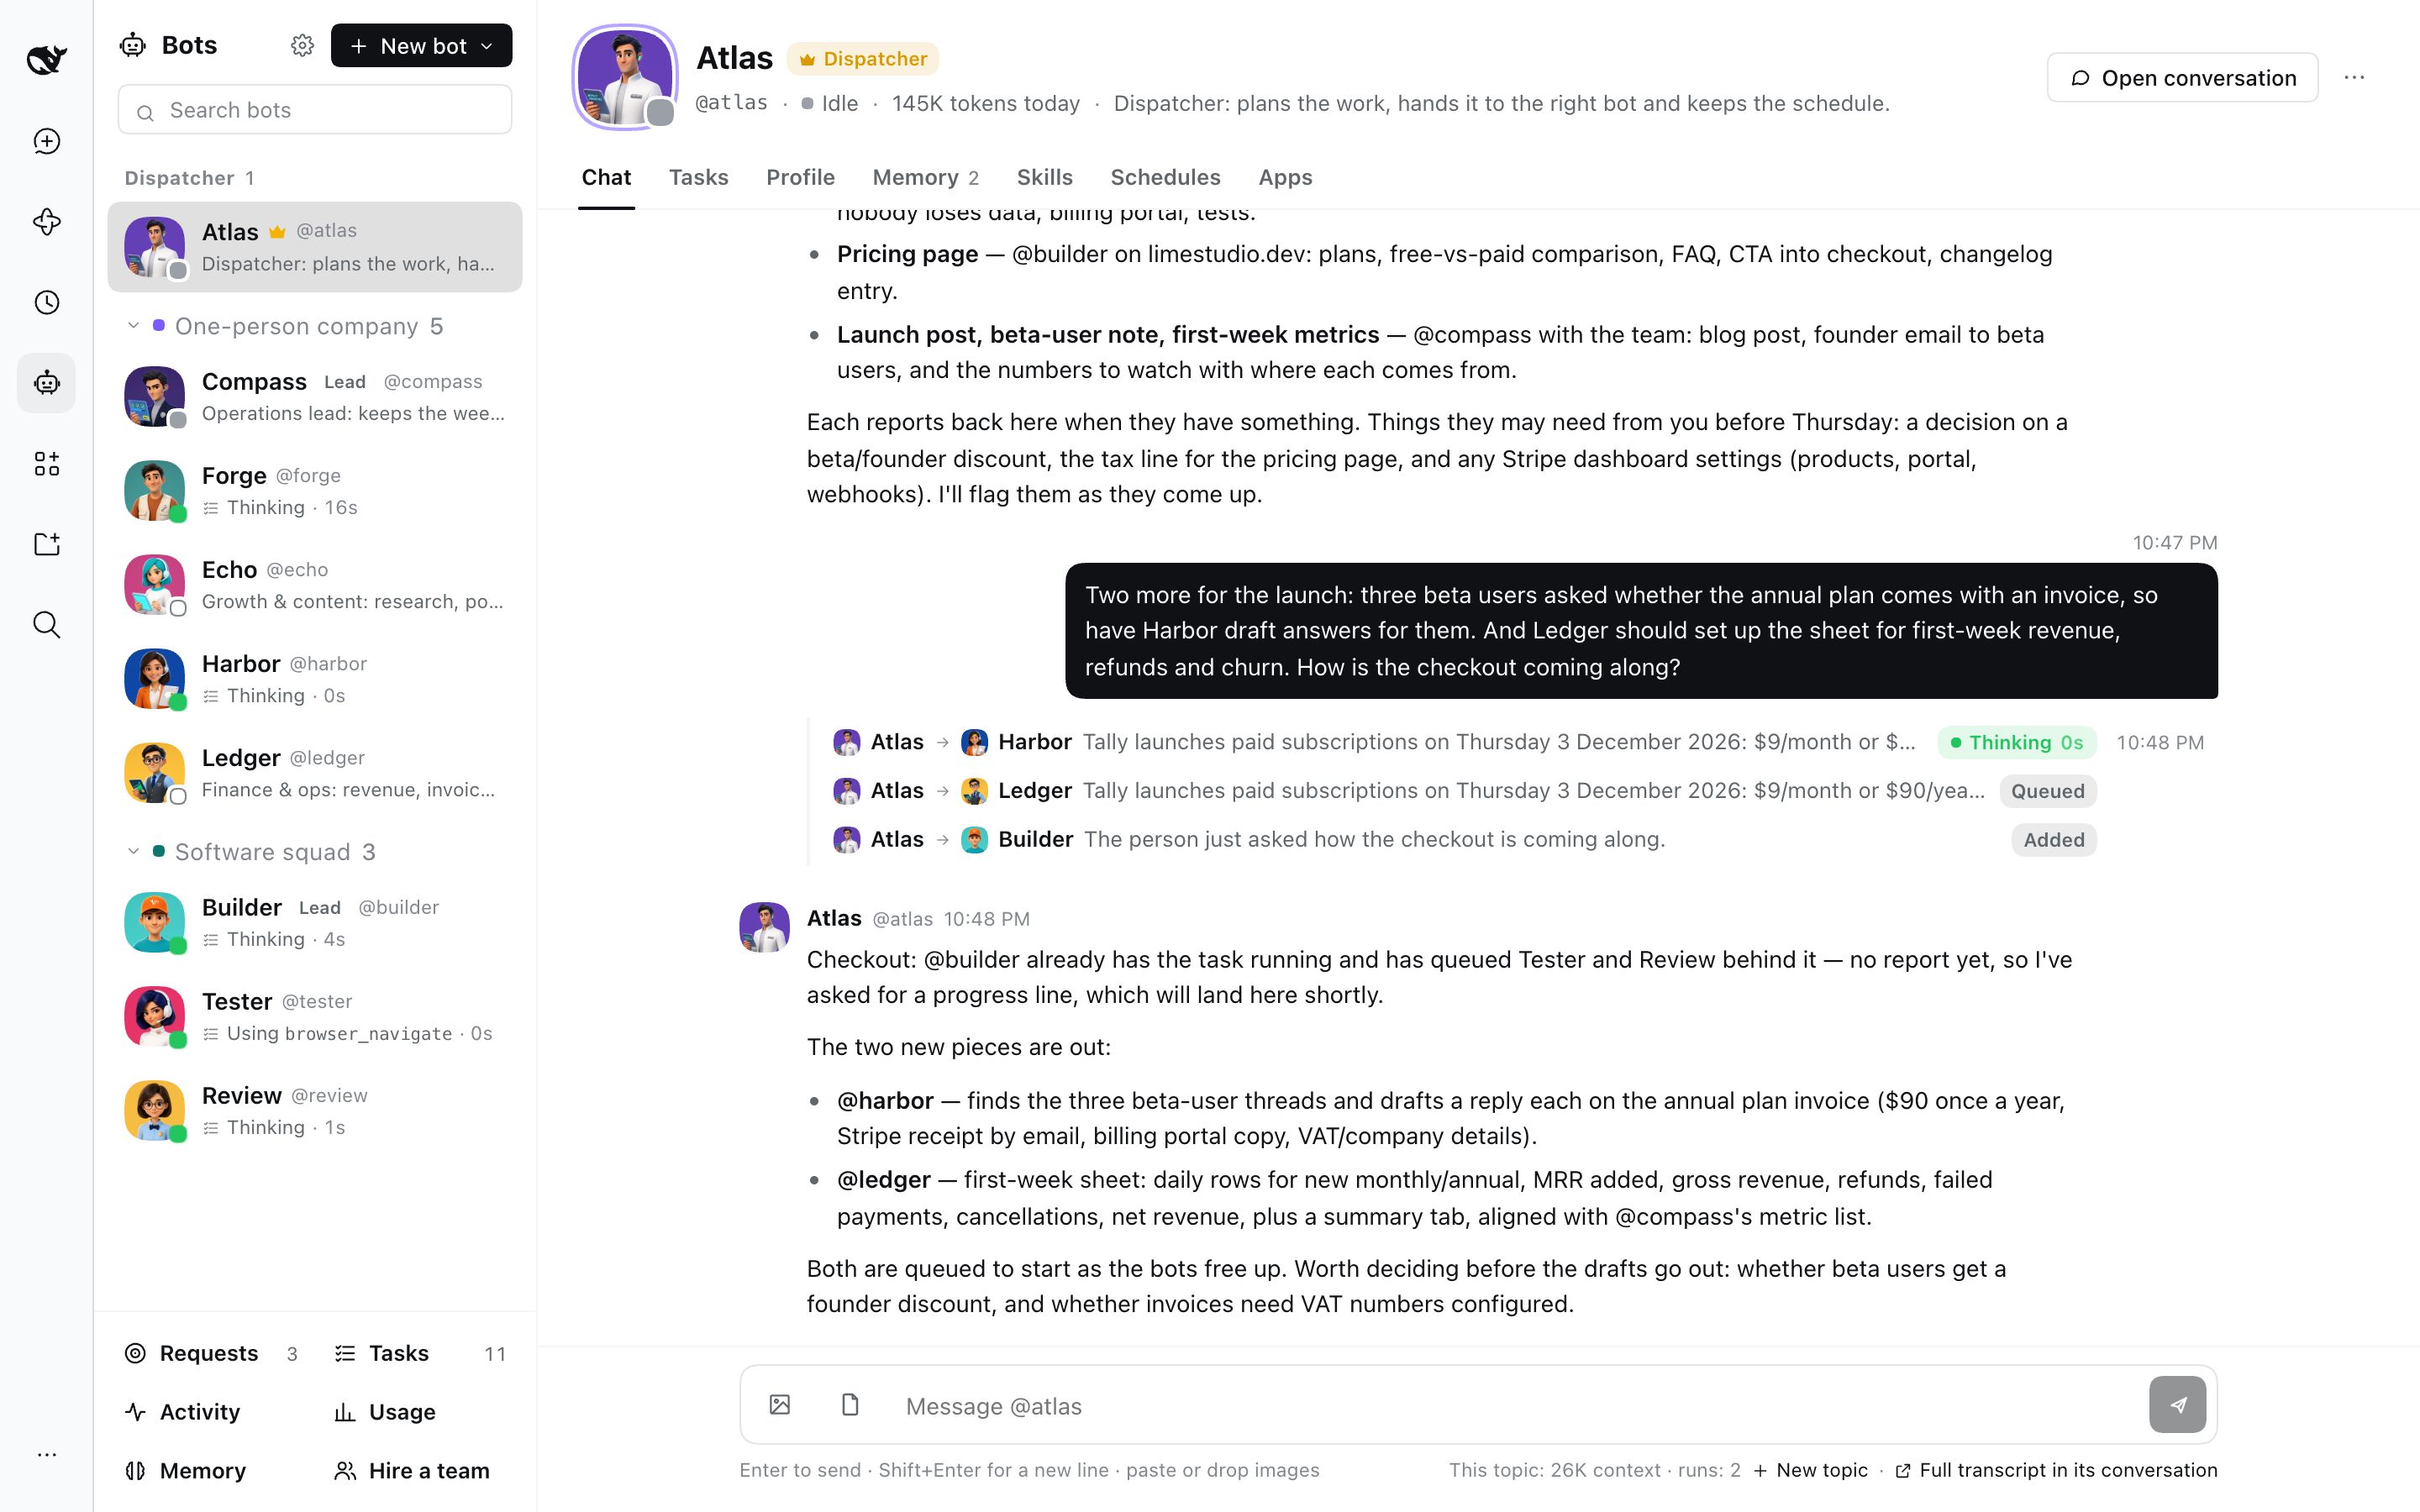 Bots
New bot
Search bots
Dispatcher 1
Atlas @atlas
Dispatcher: plans the work, ha...
One-person company 5
Compass Lead @compass
Operations lead: keeps the wee...
Forge @forge
Thinking · 16s
Echo @echo
Growth & content: research, po...
Harbor @harbor
Thinking · 0s
Ledger @ledger
Finance & ops: revenue, invoic...
Software squad 3
Builder Lead @builder
Thinking · 4s
Tester @tester
Using browser_navigate · 0s
Review @review
Thinking · 1s
Requests 3
Tasks 11
Activity
Usage
Memory
Hire a team
Atlas Dispatcher
@atlas · Idle · 145K tokens today · Dispatcher: plans the work, hands it to the right bot and keeps the schedule.
Open conversation
Chat Tasks Profile Memory 2 Skills Schedules Apps
nobody loses data, billing portal, tests.
• Pricing page — @builder on limestudio.dev: plans, free-vs-paid comparison, FAQ, CTA into checkout, changelog
entry.
• Launch post, beta-user note, first-week metrics — @compass with the team: blog post, founder email to beta
users, and the numbers to watch with where each comes from.
Each reports back here when they have something. Things they may need from you before Thursday: a decision on a
beta/founder discount, the tax line for the pricing page, and any Stripe dashboard settings (products, portal,
webhooks). I'll flag them as they come up.
10:47 PM
Two more for the launch: three beta users asked whether the annual plan comes with an invoice, so
have Harbor draft answers for them. And Ledger should set up the sheet for first-week revenue,
refunds and churn. How is the checkout coming along?
Atlas → Harbor Tally launches paid subscriptions on Thursday 3 December 2026: $9/month or $... Thinking 0s 10:48 PM
Atlas → Ledger Tally launches paid subscriptions on Thursday 3 December 2026: $9/month or $90/yea... Queued
Atlas → Builder The person just asked how the checkout is coming along. Added
Atlas @atlas 10:48 PM
Checkout: @builder already has the task running and has queued Tester and Review behind it — no report yet, so I've
asked for a progress line, which will land here shortly.
The two new pieces are out:
• @harbor — finds the three beta-user threads and drafts a reply each on the annual plan invoice ($90 once a year,
Stripe receipt by email, billing portal copy, VAT/company details).
• @ledger — first-week sheet: daily rows for new monthly/annual, MRR added, gross revenue, refunds, failed
payments, cancellations, net revenue, plus a summary tab, aligned with @compass's metric list.
Both are queued to start as the bots free up. Worth deciding before the drafts go out: whether beta users get a
founder discount, and whether invoices need VAT numbers configured.
Message @atlas
Enter to send · Shift+Enter for a new line · paste or drop images
This topic: 26K context · runs: 2 + New topic · Full transcript in its conversation